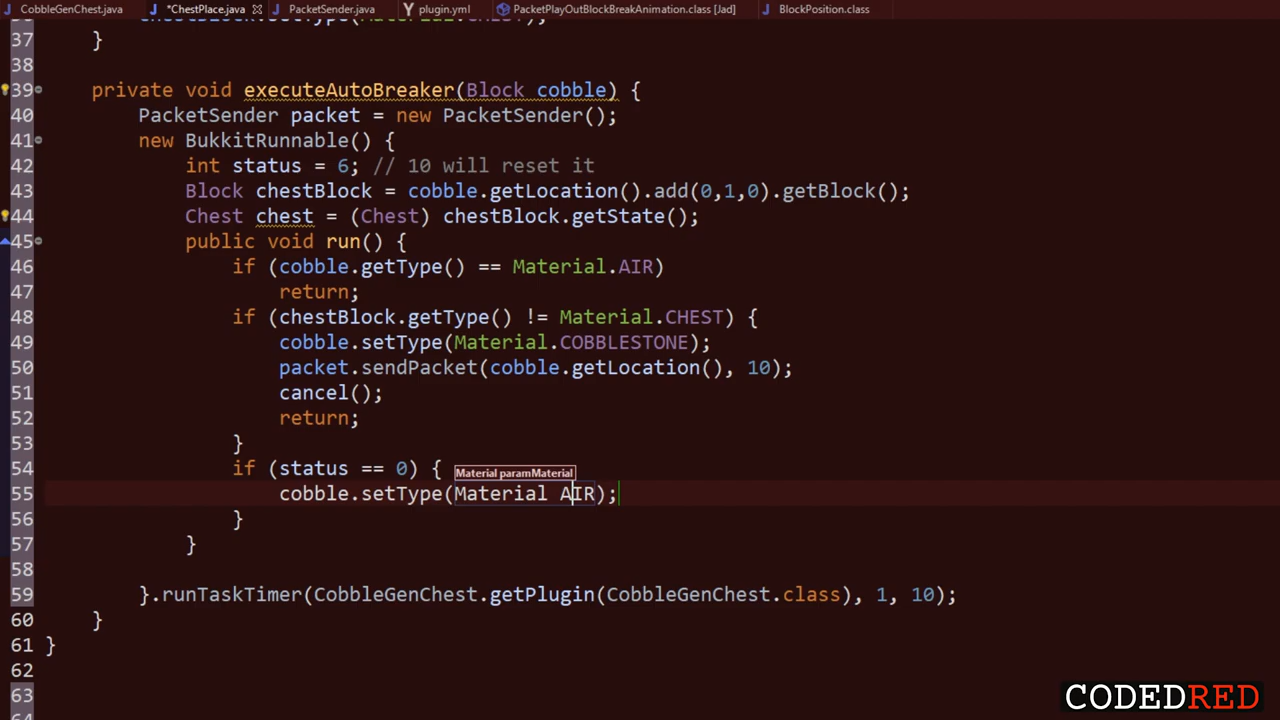 CobbleGenChest.java *ChestPlace.java PacketSender.java plugin.yml PacketPlayOutBlockBreakAnimation.class [Jad] BlockPosition.class
37 }
38
39 private void executeAutoBreaker(Block cobble) {
40 PacketSender packet = new PacketSender();
41 new BukkitRunnable() {
42 int status = 6; // 10 will reset it
43 Block chestBlock = cobble.getLocation().add(0,1,0).getBlock();
44 Chest chest = (Chest) chestBlock.getState();
45 public void run() {
46 if (cobble.getType() == Material.AIR)
47 return;
48 if (chestBlock.getType() != Material.CHEST) {
49 cobble.setType(Material.COBBLESTONE);
50 packet.sendPacket(cobble.getLocation(), 10);
51 cancel();
52 return;
53 }
54 if (status == 0) {
Material paramMaterial
55 cobble.setType(Material AIR);
56 }
57 }
58
59 }.runTaskTimer(CobbleGenChest.getPlugin(CobbleGenChest.class), 1, 10);
60 }
61 }
62
63
CODEDRED